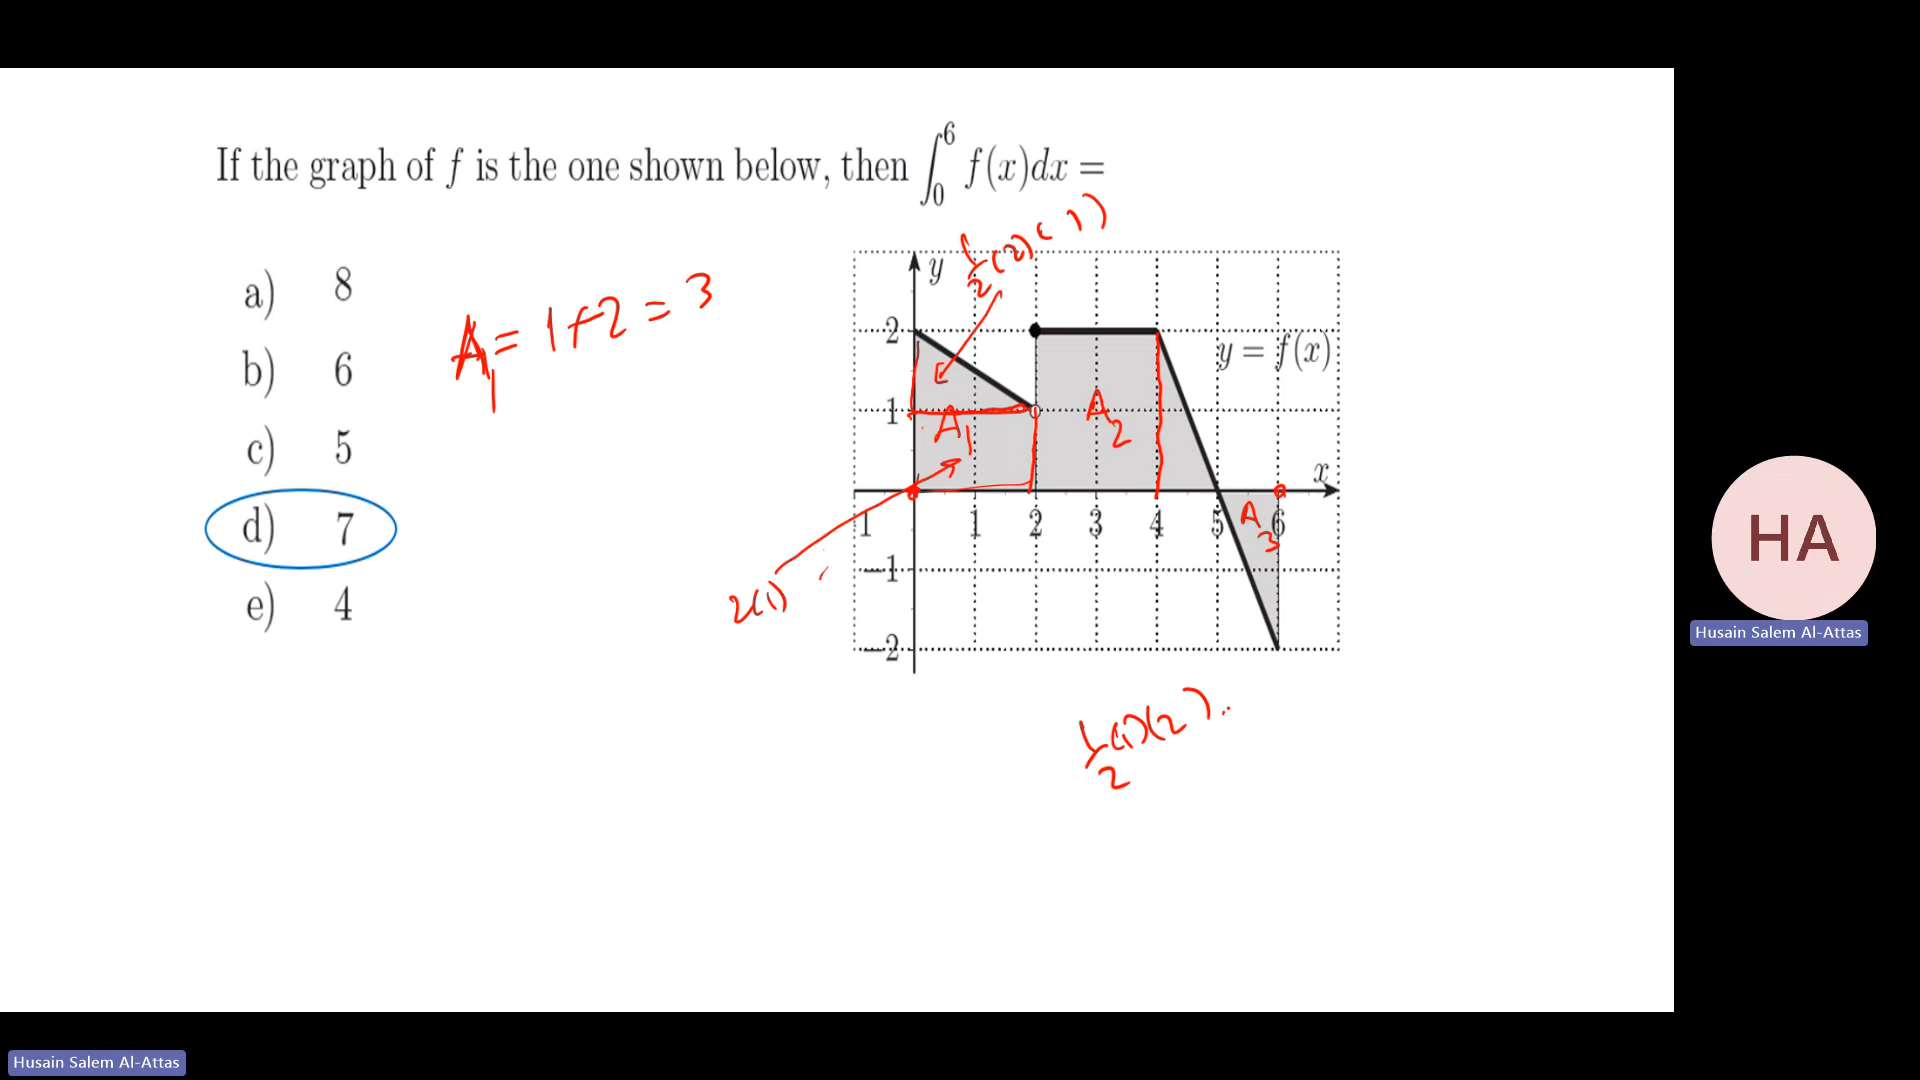 If the graph of f is the one shown below, then ∫₀⁶ f(x)dx =
a) 8
b) 6
c) 5
d) 7
e) 4
A₁ = 1+2 = 3
1/2(2)(1)
y
2
1
1
1 2 3 4 5 6
−1
−2
x
y = f(x)
A₁
A₂
A₃
2(1)
1/2(1)(2)
HA
Husain Salem Al-Attas
Husain Salem Al-Attas